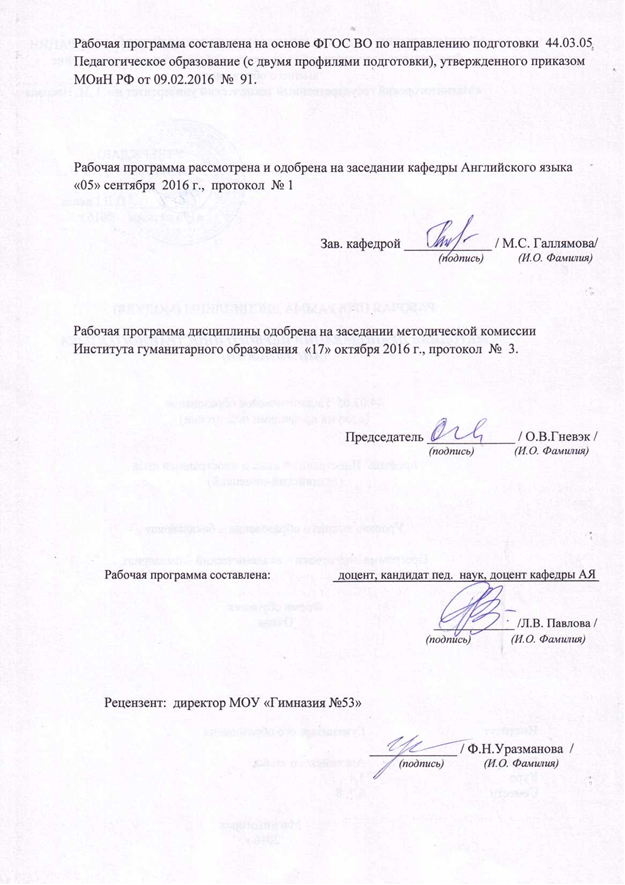 Рабочая программа составлена на основе ФГОС ВО по направлению подготовки 44.03.05
Педагогическое образование (с двумя профилями подготовки), утвержденного приказом
МОиН РФ от 09.02.2016 № 91.
Рабочая программа рассмотрена и одобрена на заседании кафедры Английского языка
«05» сентября 2016 г., протокол № 1
Зав. кафедрой _____________ / М.С. Галлямова/
(подпись) (И.О. Фамилия)
Рабочая программа дисциплины одобрена на заседании методической комиссии
Института гуманитарного образования «17» октября 2016 г., протокол № 3.
Председатель _____________ / О.В.Гневэк /
(подпись) (И.О. Фамилия)
Рабочая программа составлена: доцент, кандидат пед. наук, доцент кафедры АЯ
_____________ /Л.В. Павлова /
(подпись) (И.О. Фамилия)
Рецензент: директор МОУ «Гимназия №53»
_____________ / Ф.Н.Уразманова /
(подпись) (И.О. Фамилия)